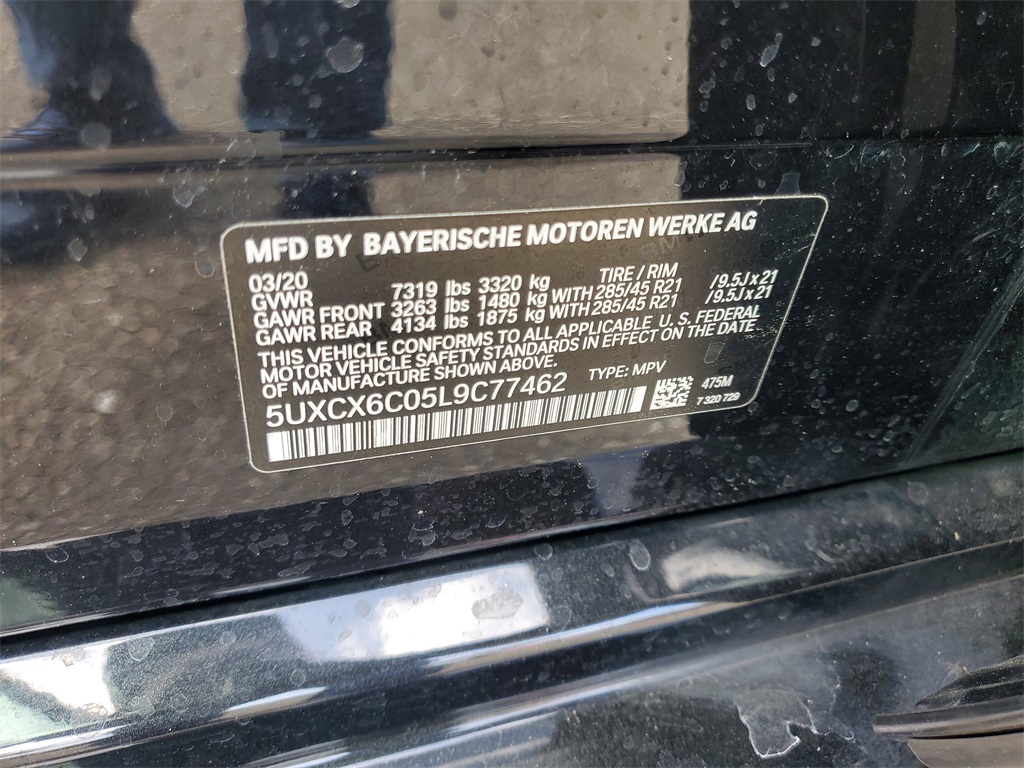 MFD BY BAYERISCHE MOTOREN WERKE AG
03/20 TIRE / RIM
GVWR 7319 lbs 3320 kg
GAWR FRONT 3263 lbs 1480 kg WITH 285/45 R21 /9.5J x 21
GAWR REAR 4134 lbs 1875 kg WITH 285/45 R21 /9.5J x 21
THIS VEHICLE CONFORMS TO ALL APPLICABLE U. S. FEDERAL
MOTOR VEHICLE SAFETY STANDARDS IN EFFECT ON THE DATE
OF MANUFACTURE SHOWN ABOVE.
5UXCX6C05L9C77462 TYPE: MPV
475M
7 320 729